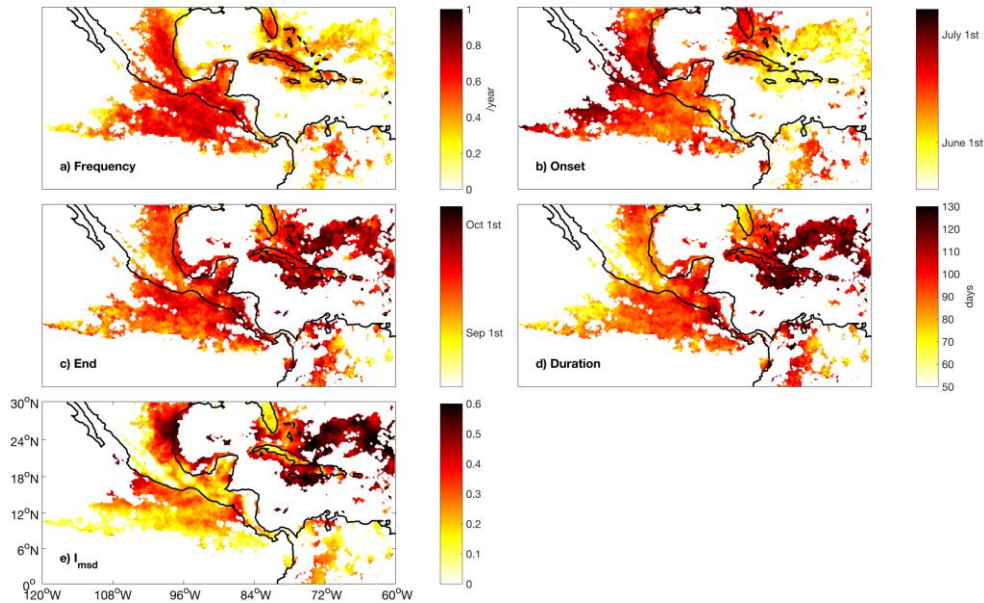 1
0.8
0.6
0.4
0.2
0
/year
a) Frequency
July 1st
June 1st
b) Onset
Oct 1st
Sep 1st
c) End
130
120
110
100
90
80
70
60
50
days
d) Duration
30°N
24°N
18°N
12°N
6°N
0°
120°W 108°W 96°W 84°W 72°W 60°W
0.6
0.5
0.4
0.3
0.2
0.1
0
e) Imsd